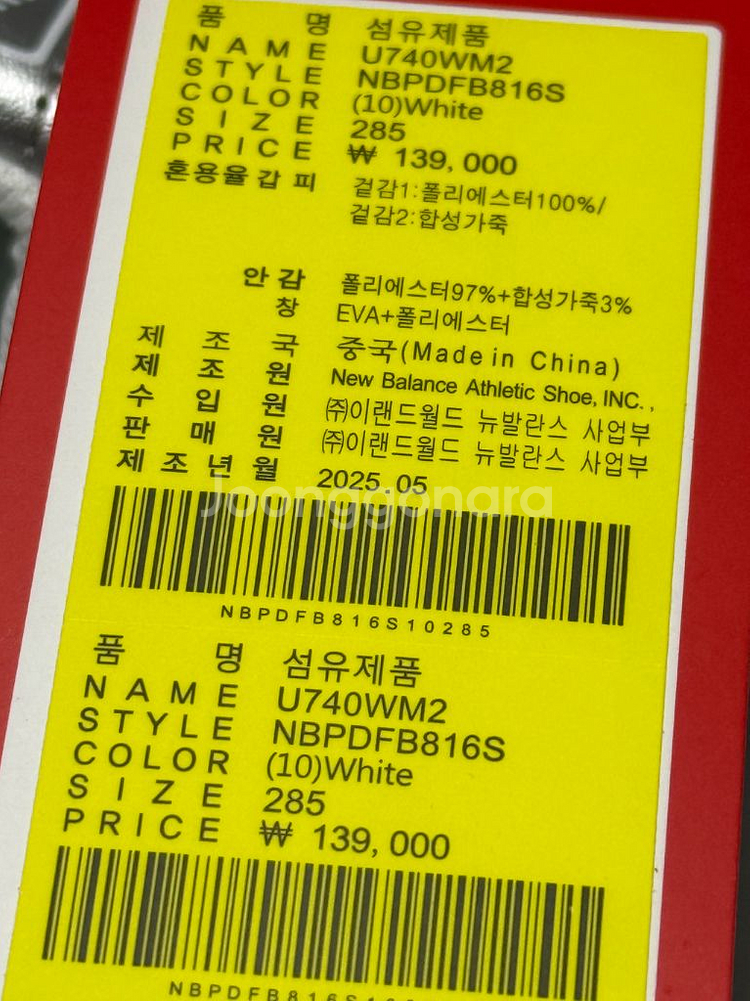 품 명 섬유제품
NAME U740WM2
STYLE NBPDFB816S
COLOR (10)White
SIZE 285
PRICE ₩ 139,000
혼용율겉피 겉감1:폴리에스터100%/
겉감2:합성가죽
안감 폴리에스터97%+합성가죽3%
창 EVA+폴리에스터
제조국 중국(Made in China)
제조원 New Balance Athletic Shoe, INC.,
수입원 ㈜이랜드월드 뉴발란스 사업부
판매원 ㈜이랜드월드 뉴발란스 사업부
제조년월 2025.05
Joonggonara
NBPDFB816S10285
품 명 섬유제품
NAME U740WM2
STYLE NBPDFB816S
COLOR (10)White
SIZE 285
PRICE ₩ 139,000